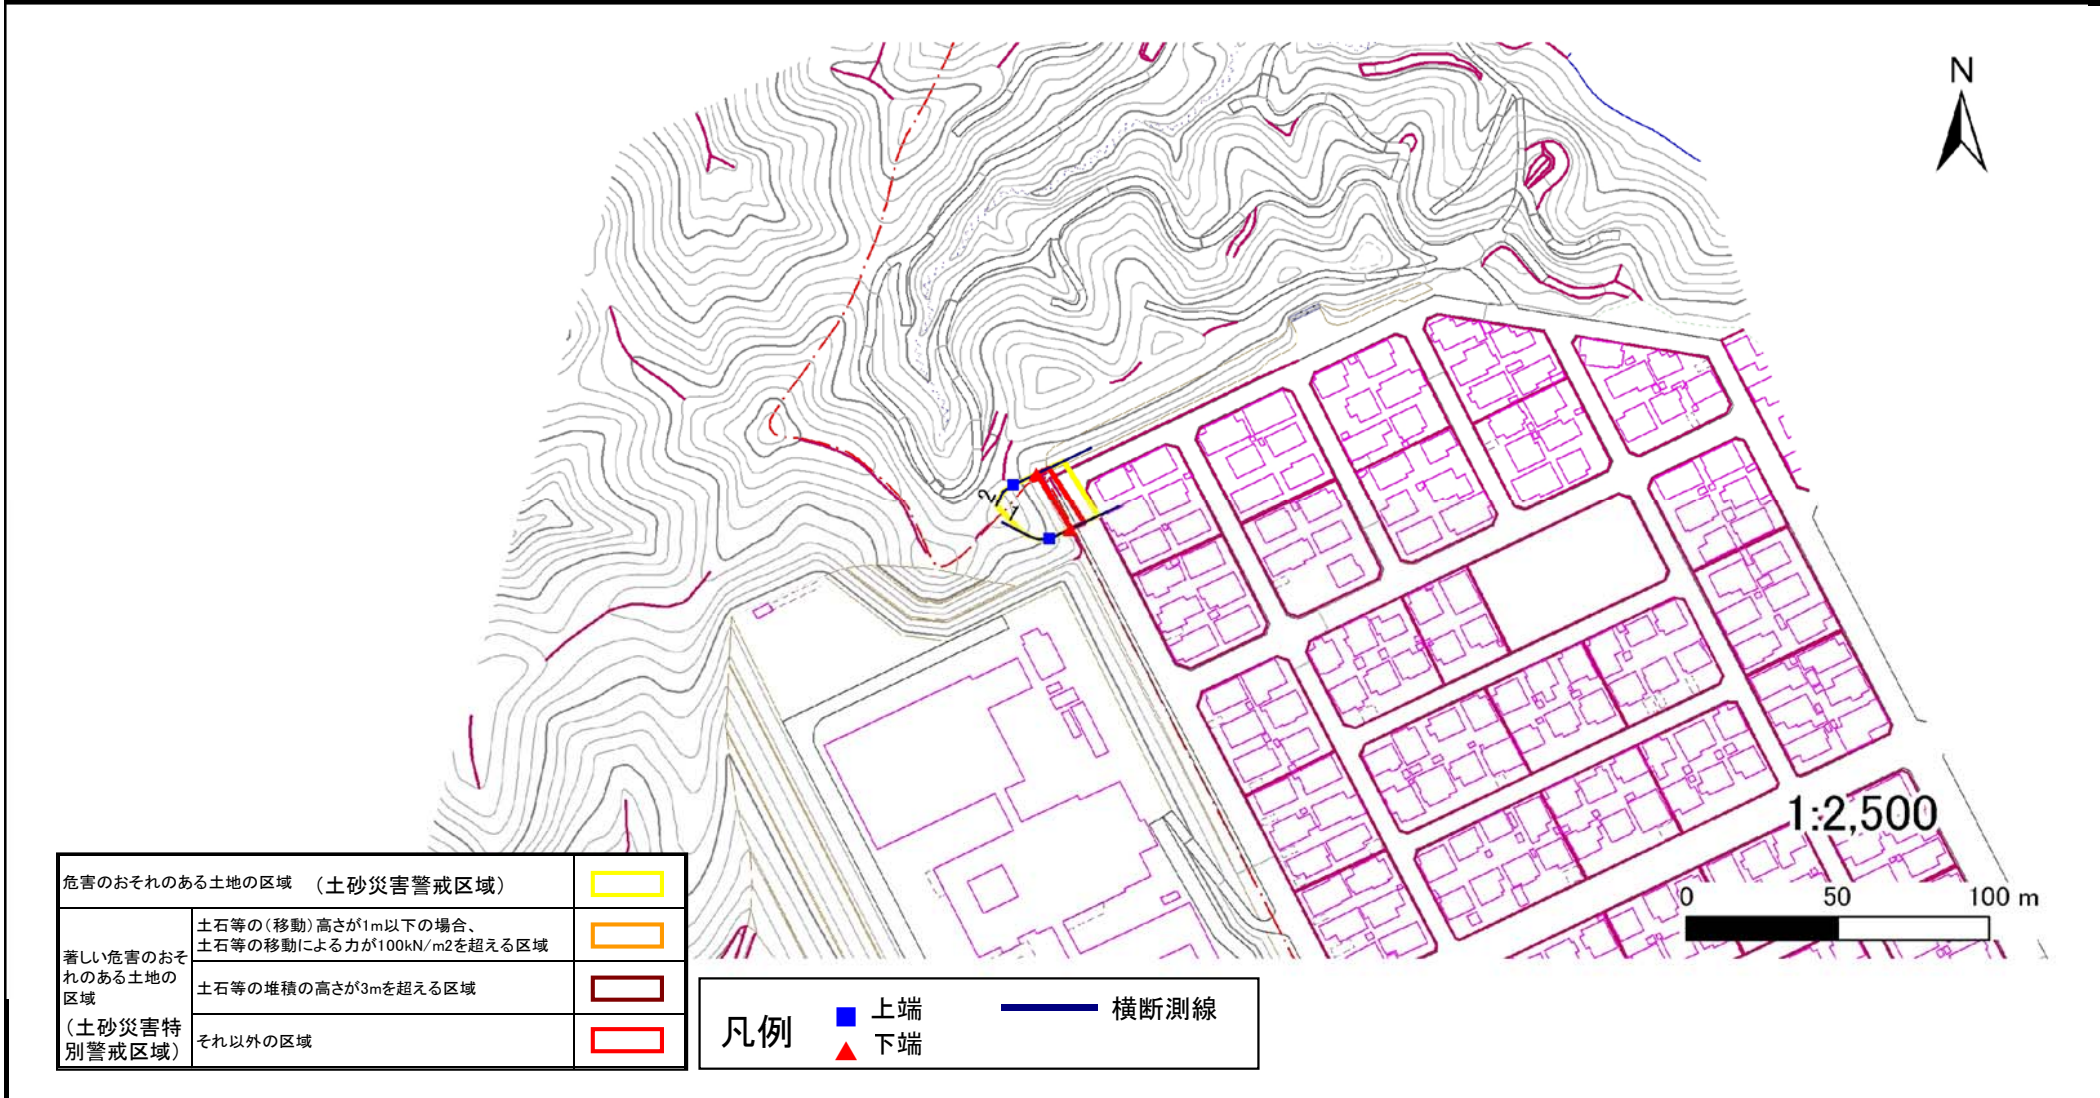 N
2
1
1:2,500
0 50 100 m
危害のおそれのある土地の区域 (土砂災害警戒区域)
著しい危害のおそ
れのある土地の
区域
(土砂災害特
別警戒区域)
土石等の(移動)高さが1m以下の場合、
土石等の移動による力が100kN/m2を超える区域
土石等の堆積の高さが3mを超える区域
それ以外の区域
凡例
上端
下端
横断測線